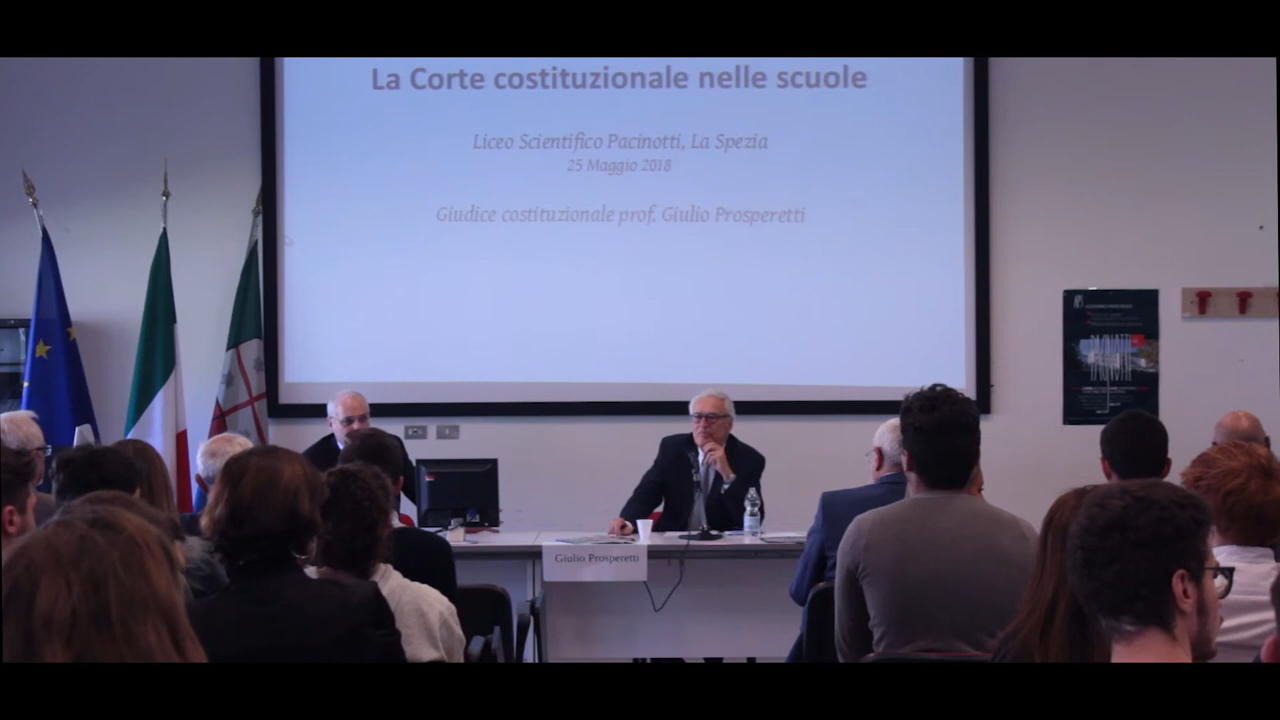 La Corte costituzionale nelle scuole
Liceo Scientifico Pacinotti, La Spezia
25 Maggio 2018
Giudice costituzionale prof. Giulio Prosperetti
Giulio Prosperetti